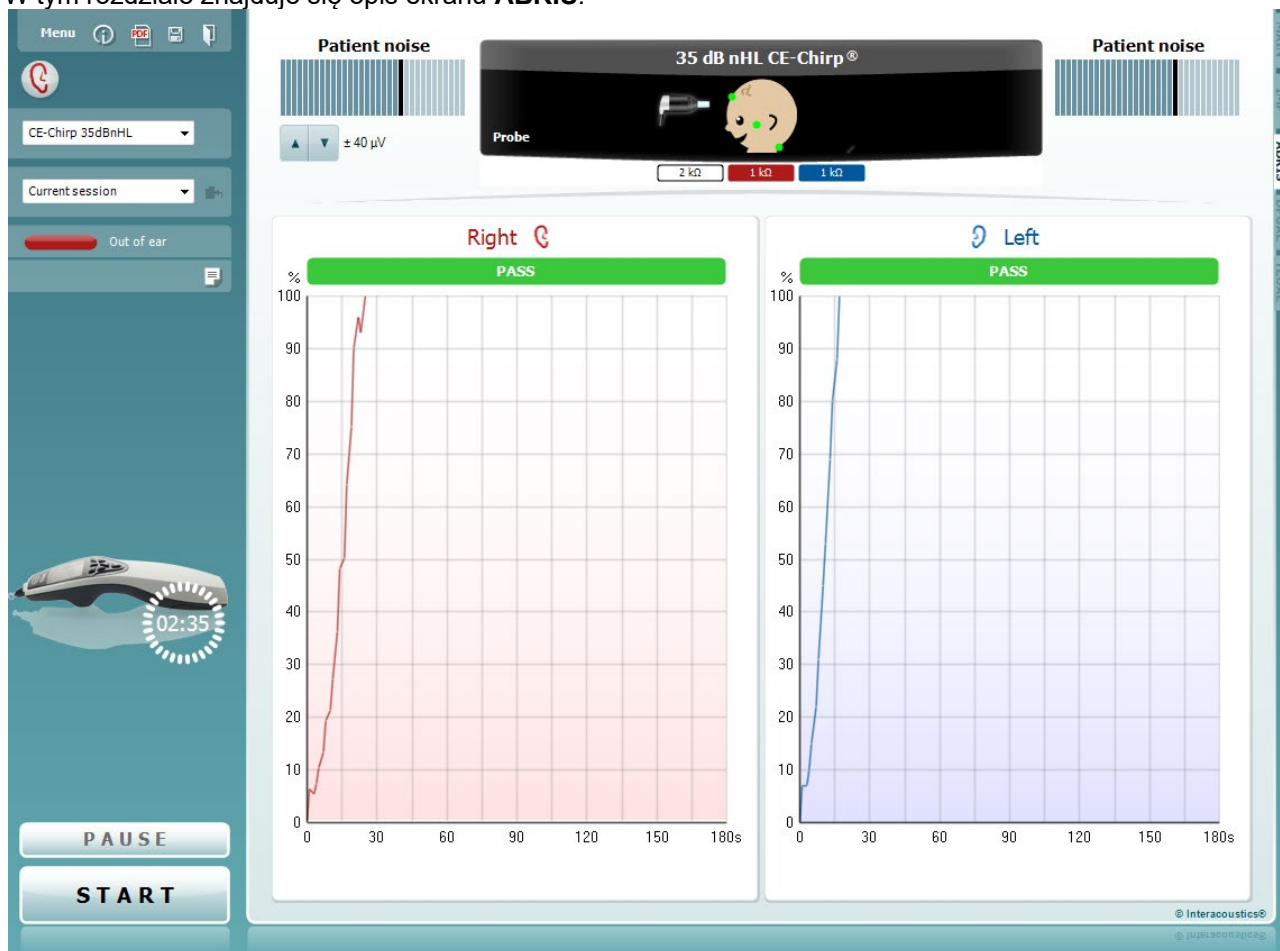 W tym rozdziale znajduje się opis ekranu ABRIS.
Menu
PDF
CE-Chirp 35dBnHL
Current session
Out of ear
02:35
PAUSE
START
Patient noise
± 40 µV
35 dB nHL CE-Chirp®
Probe
2 kΩ 1 kΩ 1 kΩ
Patient noise
Right
PASS
%
100
90
80
70
60
50
40
30
20
10
0
0 30 60 90 120 150 180s
Left
PASS
%
100
90
80
70
60
50
40
30
20
10
0
0 30 60 90 120 150 180s
© Interacoustics®